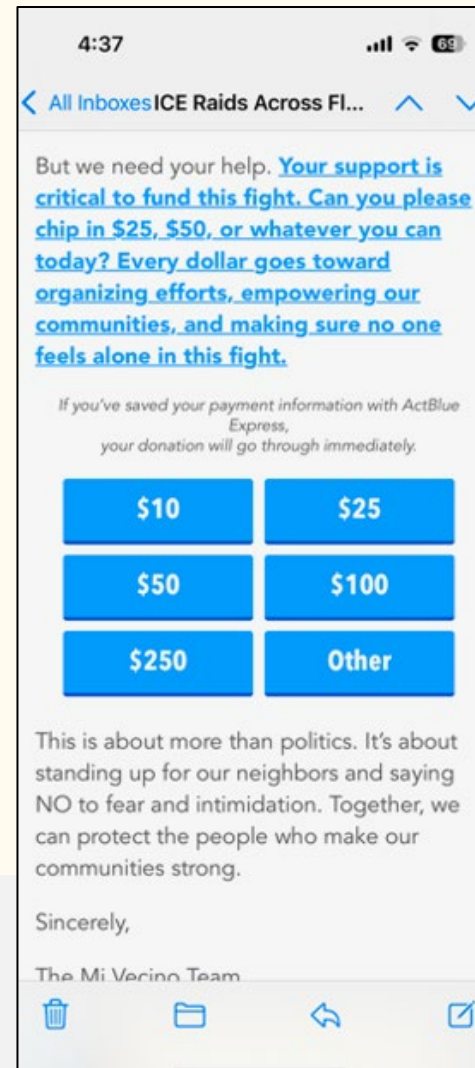 4:37
69
All Inboxes ICE Raids Across Fl...
But we need your help. Your support is
critical to fund this fight. Can you please
chip in $25, $50, or whatever you can
today? Every dollar goes toward
organizing efforts, empowering our
communities, and making sure no one
feels alone in this fight.
If you've saved your payment information with ActBlue
Express,
your donation will go through immediately.
$10 $25
$50 $100
$250 Other
This is about more than politics. It's about
standing up for our neighbors and saying
NO to fear and intimidation. Together, we
can protect the people who make our
communities strong.
Sincerely,
The Mi Vecino Team